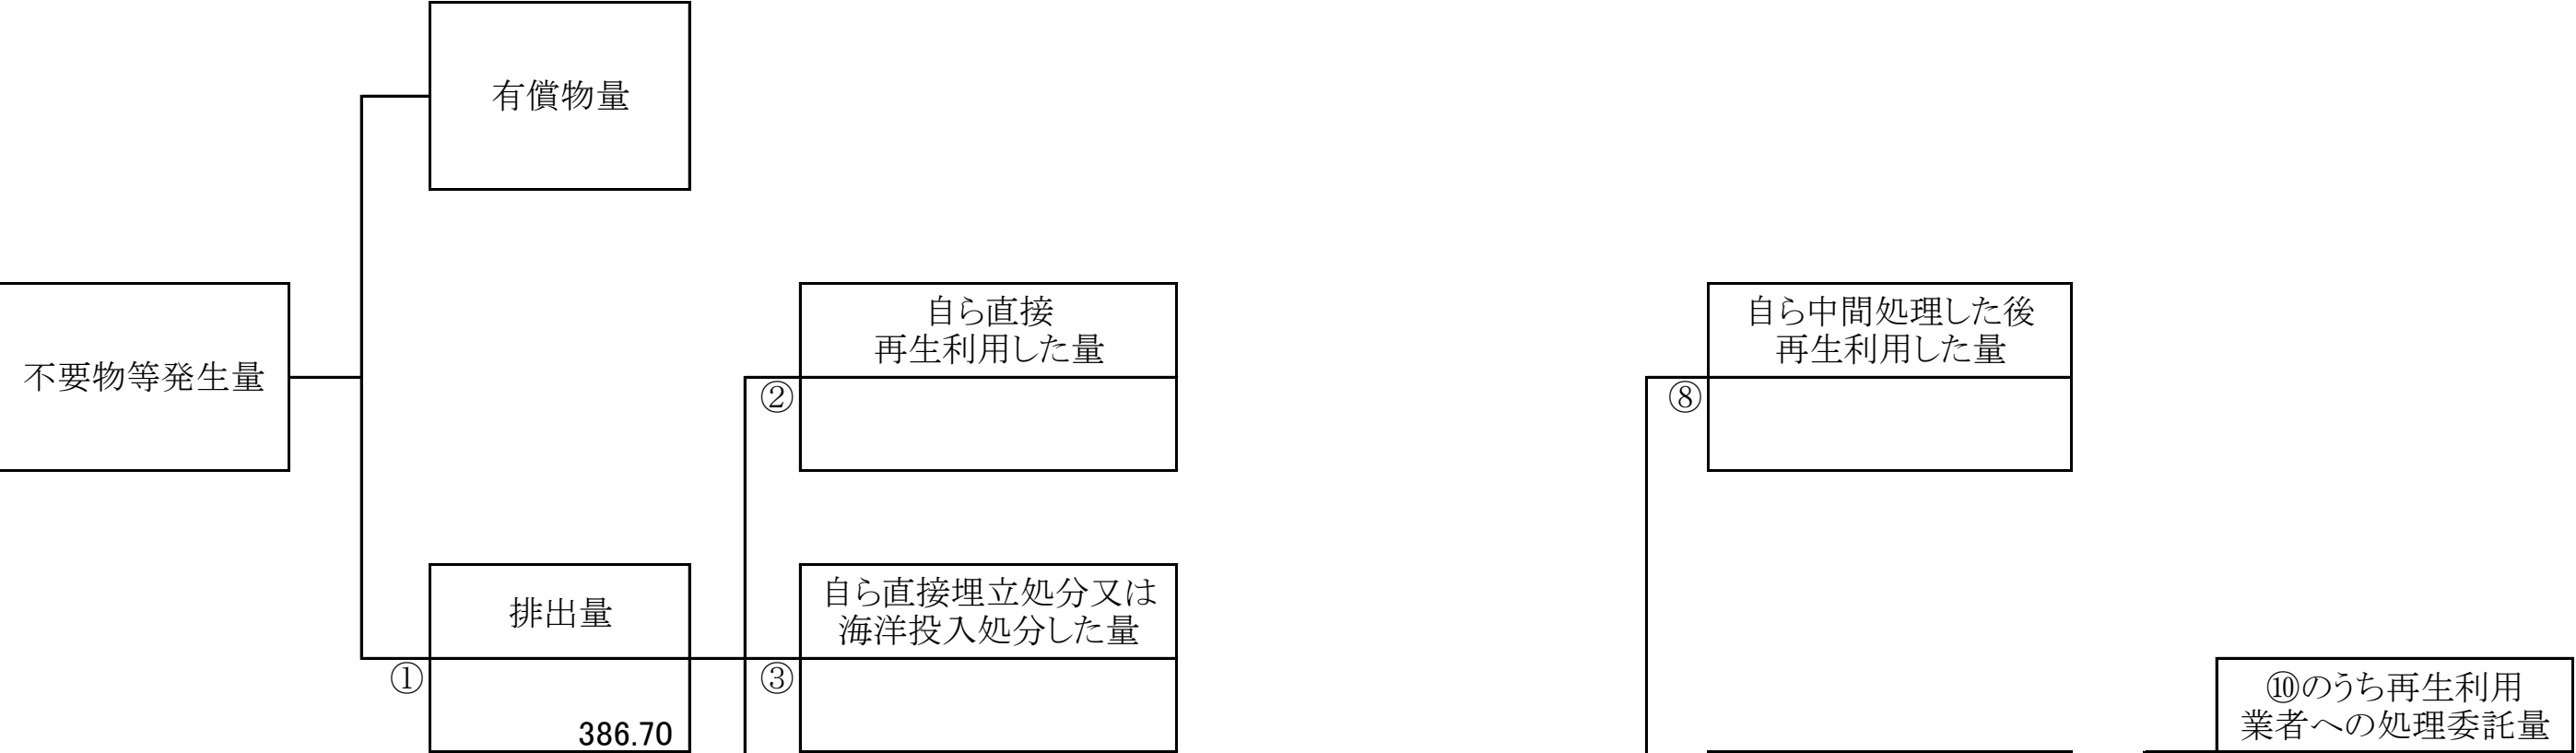 有償物量
不要物等発生量
自ら直接
再生利用した量
②
自ら中間処理した後
再生利用した量
⑧
排出量
①
386.70
自ら直接埋立処分又は
海洋投入処分した量
③
⑩のうち再生利用
業者への処理委託量